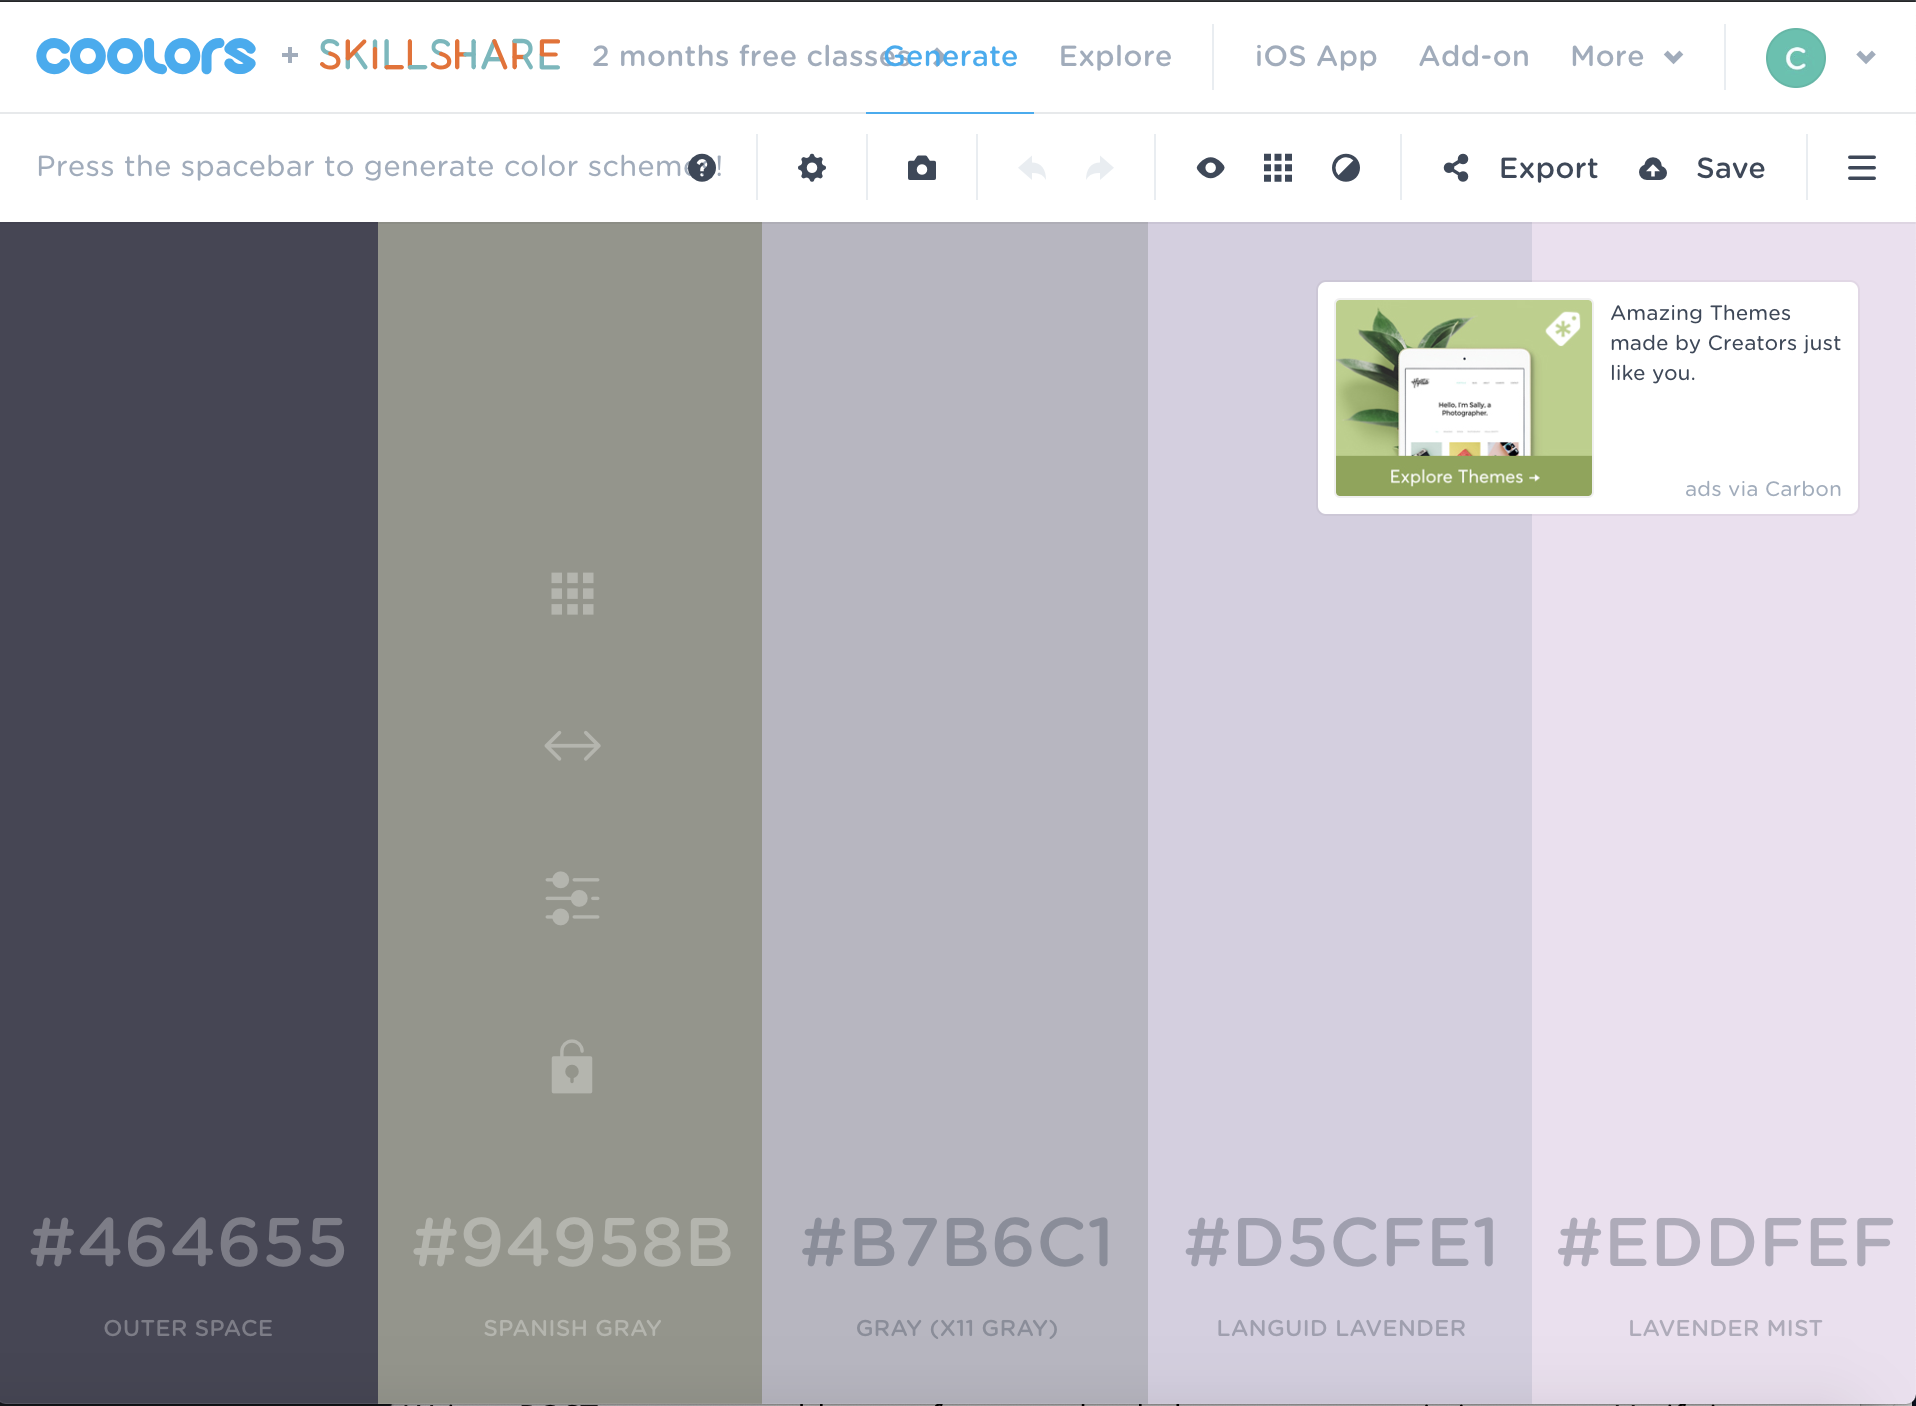 coolors + SKILLSHARE 2 months free classes Generate Explore iOS App Add-on More C
Press the spacebar to generate color scheme ! ? Export Save
Amazing Themes
made by Creators just
like you.
Hello, I'm Sally, a
Photographer.
Explore Themes →
ads via Carbon
#464655 #94958B #B7B6C1 #D5CFE1 #EDDFEF
OUTER SPACE SPANISH GRAY GRAY (X11 GRAY) LANGUID LAVENDER LAVENDER MIST